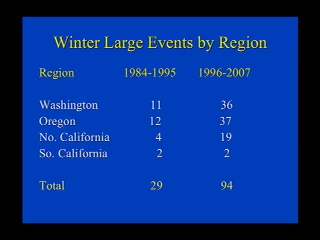 Winter Large Events by Region
Region 1984-1995 1996-2007
Washington 11 36
Oregon 12 37
No. California 4 19
So. California 2 2
Total 29 94